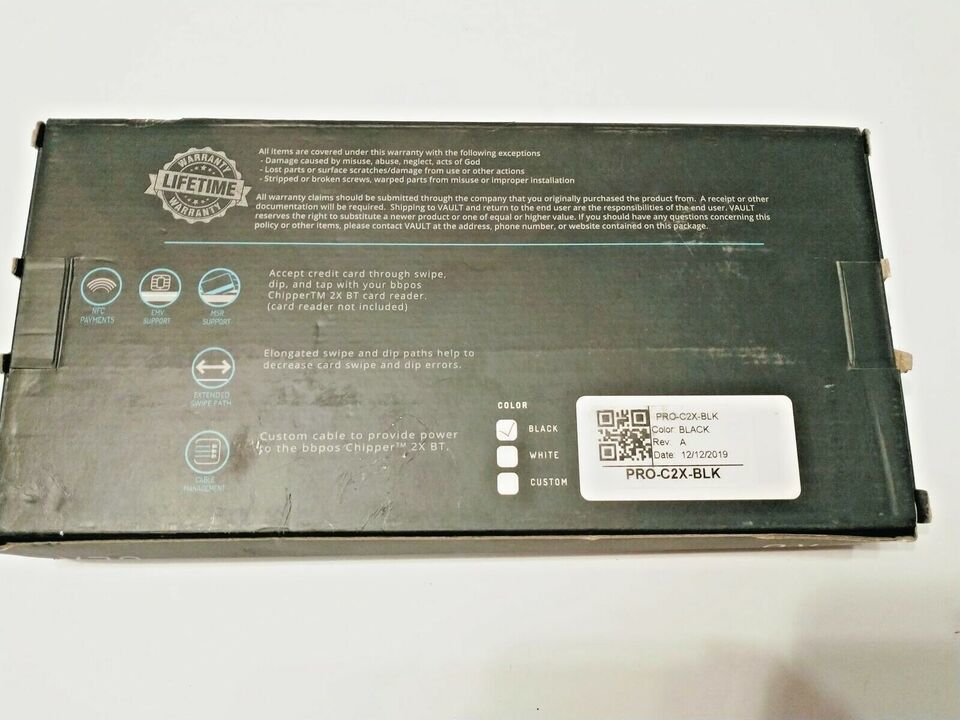 WARRANTY
LIFETIME
WARRANTY
All items are covered under this warranty with the following exceptions
- Damage caused by misuse, abuse, neglect, acts of God
- Lost parts or surface scratches/damage from use or other actions
- Stripped or broken screws, warped parts from misuse or improper installation
All warranty claims should be submitted through the company that you originally purchased the product from. A receipt or other
documentation will be required. Shipping to VAULT and return to the end user are the responsibilities of the end user. VAULT
reserves the right to substitute a newer product or one of equal or higher value. If you should have any questions concerning this
policy or other items, please contact VAULT at the address, phone number, or website contained on this package.
NFC
PAYMENTS
EMV
SUPPORT
MSR
SUPPORT
Accept credit card through swipe,
dip, and tap with your bbpos
ChipperTM 2X BT card reader.
(card reader not included)
EXTENDED
SWIPE PATH
Elongated swipe and dip paths help to
decrease card swipe and dip errors.
CABLE
MANAGEMENT
Custom cable to provide power
to the bbpos Chipper™ 2X BT.
COLOR
BLACK
WHITE
CUSTOM
PRO-C2X-BLK
Color: BLACK
Rev: A
Date: 12/12/2019
PRO-C2X-BLK